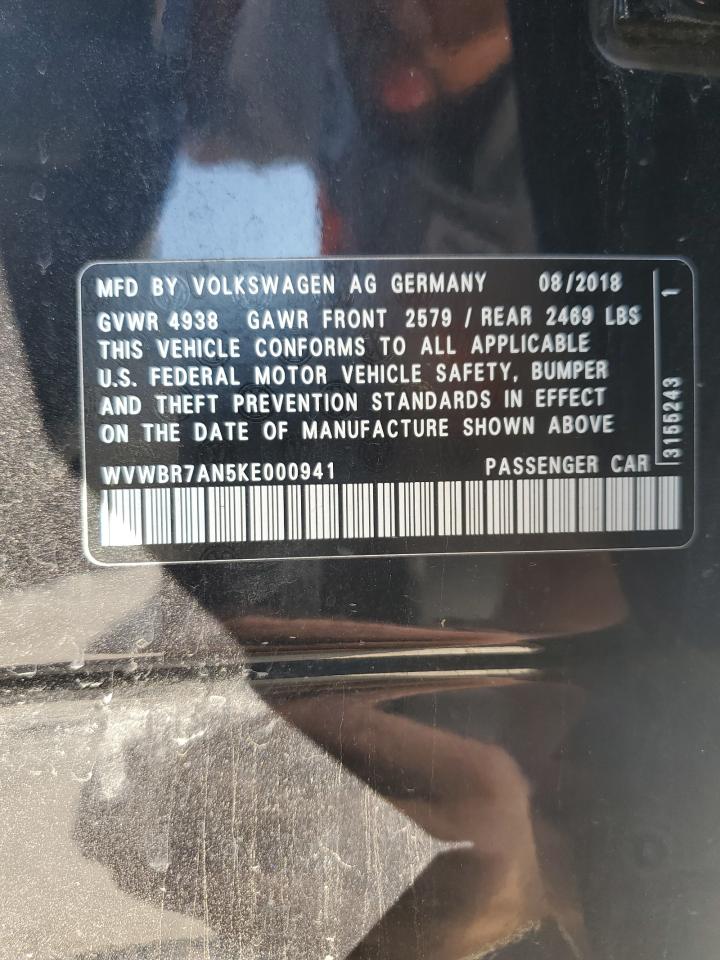 MFD BY VOLKSWAGEN AG GERMANY 08/2018
GVWR 4938 GAWR FRONT 2579 / REAR 2469 LBS
THIS VEHICLE CONFORMS TO ALL APPLICABLE
U.S. FEDERAL MOTOR VEHICLE SAFETY, BUMPER
AND THEFT PREVENTION STANDARDS IN EFFECT
ON THE DATE OF MANUFACTURE SHOWN ABOVE
WVWBR7AN5KE000941 PASSENGER CAR
3155243 1